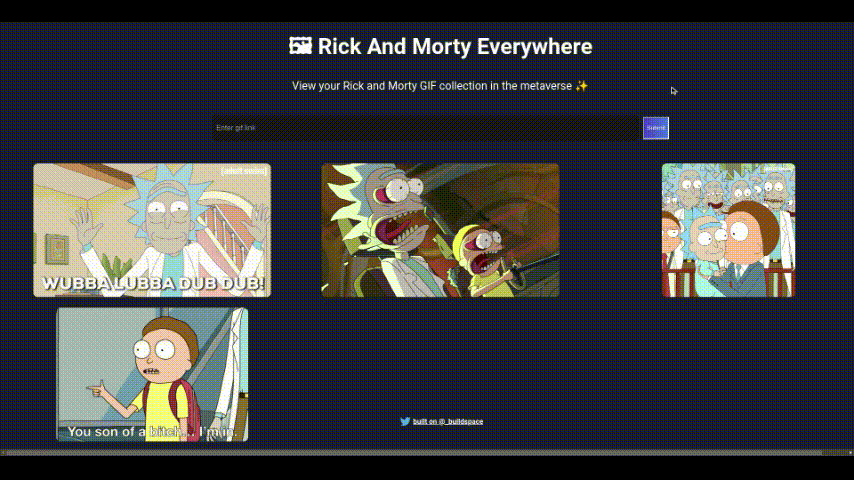 🖼 Rick And Morty Everywhere
View your Rick and Morty GIF collection in the metaverse ✨
Enter gif link
Submit
[adult swim]
WUBBA LUBBA DUB DUB!
You son of a bitch... I'm in.
built on @_buildspace